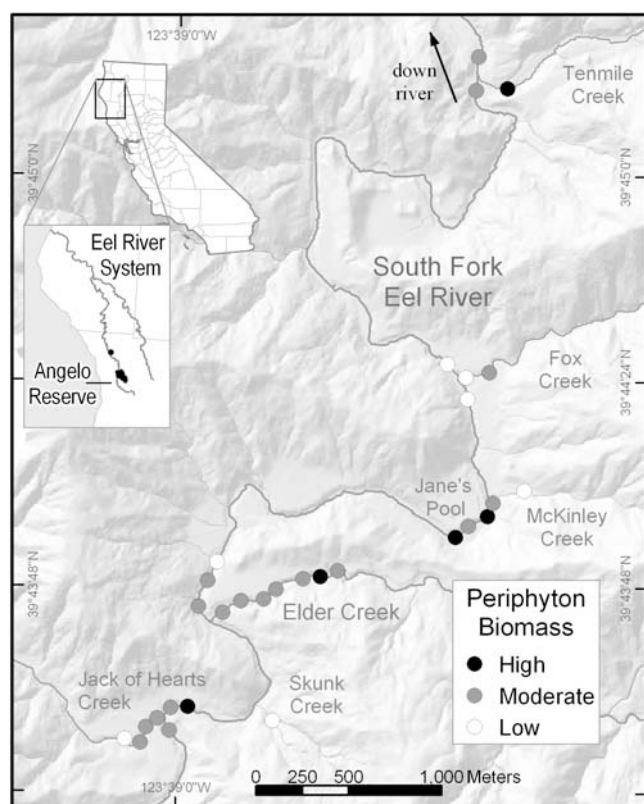 123°39'0"W
down
river
Tenmile
Creek
39°45'0"N
39°45'0"N
Eel River
System
South Fork
Eel River
Angelo
Reserve
Fox
Creek
39°44'24"N
Jane's
Pool
McKinley
Creek
39°43'48"N
39°43'48"N
Elder Creek
Periphyton
Biomass
High
Moderate
Low
Jack of Hearts
Creek
Skunk
Creek
123°39'0"W
0 250 500 1,000 Meters